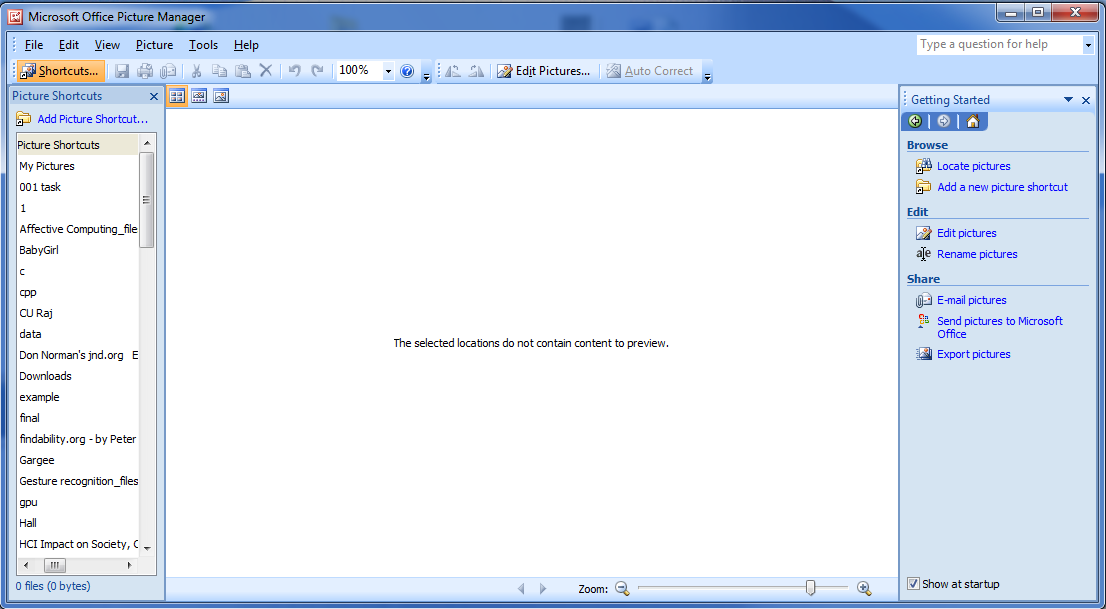 Microsoft Office Picture Manager
File Edit View Picture Tools Help
Type a question for help
Shortcuts...
100%
Edit Pictures...
Auto Correct
Picture Shortcuts
Add Picture Shortcut...
Picture Shortcuts
My Pictures
001 task
1
Affective Computing_file
BabyGirl
c
cpp
CU Raj
data
Don Norman's jnd.org E
Downloads
example
final
findability.org - by Peter
Gargee
Gesture recognition_files
gpu
Hall
HCI Impact on Society, C
0 files (0 bytes)
The selected locations do not contain content to preview.
Zoom:
Getting Started
Browse
Locate pictures
Add a new picture shortcut
Edit
Edit pictures
Rename pictures
Share
E-mail pictures
Send pictures to Microsoft
Office
Export pictures
Show at startup